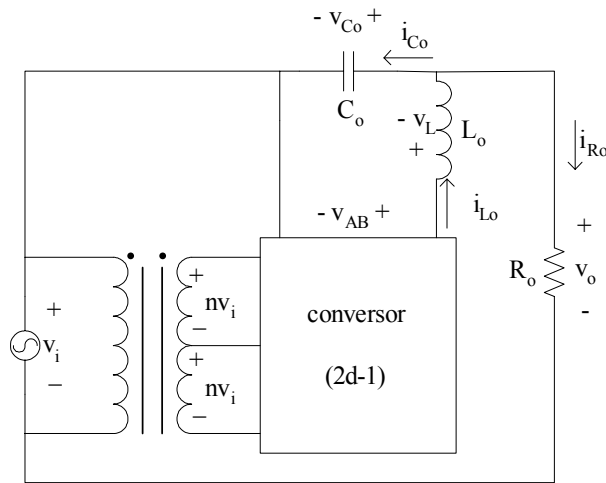 - v_Co +
i_Co
C_o
- v_L +
L_o
i_Ro
- v_AB +
i_Lo
+ v_i −
+ nv_i −
+ nv_i −
conversor
(2d-1)
R_o
+ v_o -